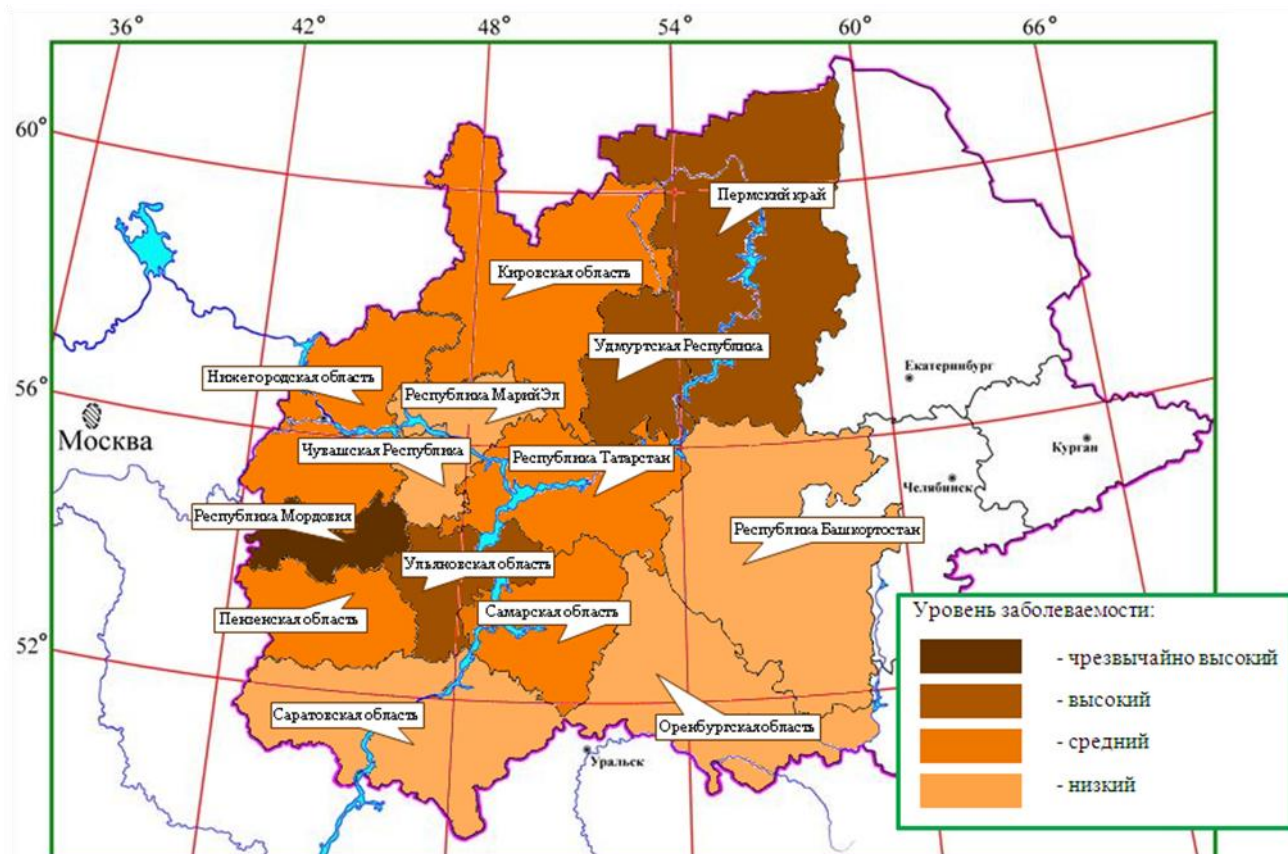 36°
42°
48°
54°
60°
66°
60°
Пермский край
Кировская область
Удмуртская Республика
56°
Екатеринбург
Нижегородская область
Республика МарийЭл
Москва
Курган
Чувашская Республика
Республика Татарстан
Челябинск
Республика Мордовия
Республика Башкортостан
Ульяновская область
Пензенская область
Самарская область
52°
Саратовская область
Оренбургскаяобласть
Уральск
Уровень заболеваемости:
- чрезвычайно высокий
- высокий
- средний
- низкий